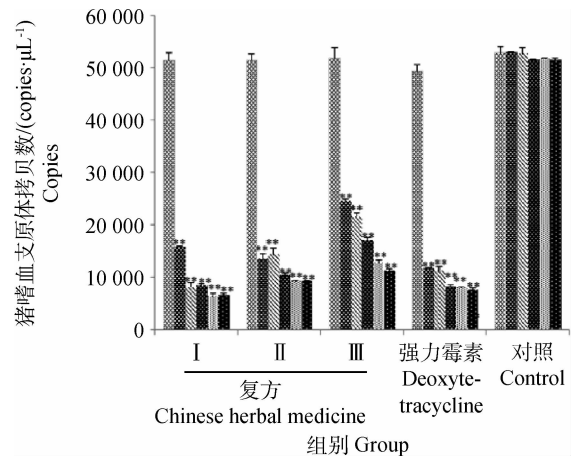 猪嗜血支原体拷贝数/(copies·μL⁻¹)
Copies
60 000
50 000
40 000
30 000
20 000
10 000
0
** ** ** ** **
** ** ** ** **
** ** ** ** **
** ** ** ** **
Ⅰ Ⅱ Ⅲ 强力霉素 对照
Deoxyte- Control
tracycline
复方
Chinese herbal medicine
组别 Group